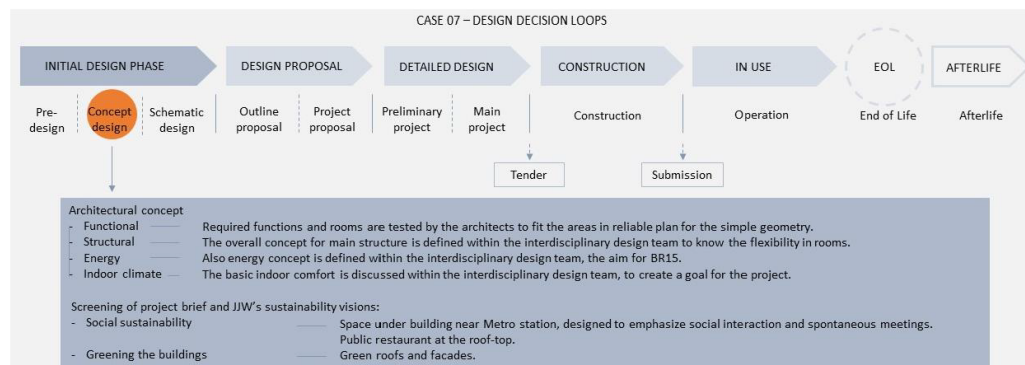 CASE 07 – DESIGN DECISION LOOPS
INITIAL DESIGN PHASE
DESIGN PROPOSAL
DETAILED DESIGN
CONSTRUCTION
IN USE
EOL
AFTERLIFE
Pre-
design
Concept
design
Schematic
design
Outline
proposal
Project
proposal
Preliminary
project
Main
project
Construction
Operation
End of Life
Afterlife
Tender
Submission
Architectural concept
- Functional Required functions and rooms are tested by the architects to fit the areas in reliable plan for the simple geometry.
- Structural The overall concept for main structure is defined within the interdisciplinary design team to know the flexibility in rooms.
- Energy Also energy concept is defined within the interdisciplinary design team, the aim for BR15.
- Indoor climate The basic indoor comfort is discussed within the interdisciplinary design team, to create a goal for the project.
Screening of project brief and JJW's sustainability visions:
- Social sustainability Space under building near Metro station, designed to emphasize social interaction and spontaneous meetings.
Public restaurant at the roof-top.
- Greening the buildings Green roofs and facades.